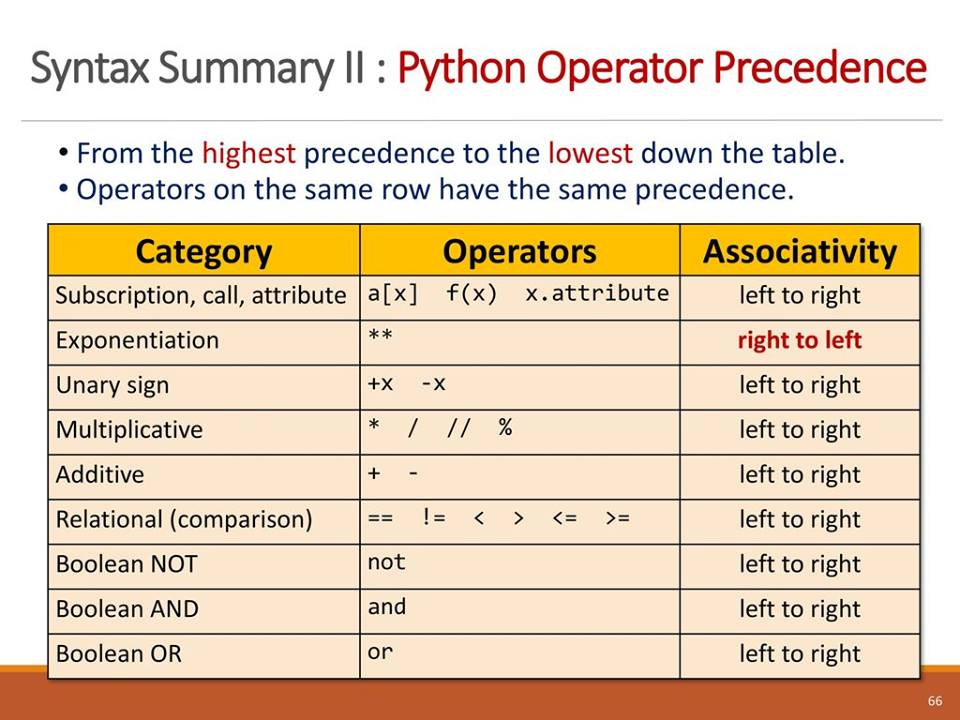 Syntax Summary II : Python Operator Precedence
• From the highest precedence to the lowest down the table.
• Operators on the same row have the same precedence.
Category Operators Associativity
Subscription, call, attribute a[x] f(x) x.attribute left to right
Exponentiation ** right to left
Unary sign +x -x left to right
Multiplicative * / // % left to right
Additive + - left to right
Relational (comparison) == != < > <= >= left to right
Boolean NOT not left to right
Boolean AND and left to right
Boolean OR or left to right
66